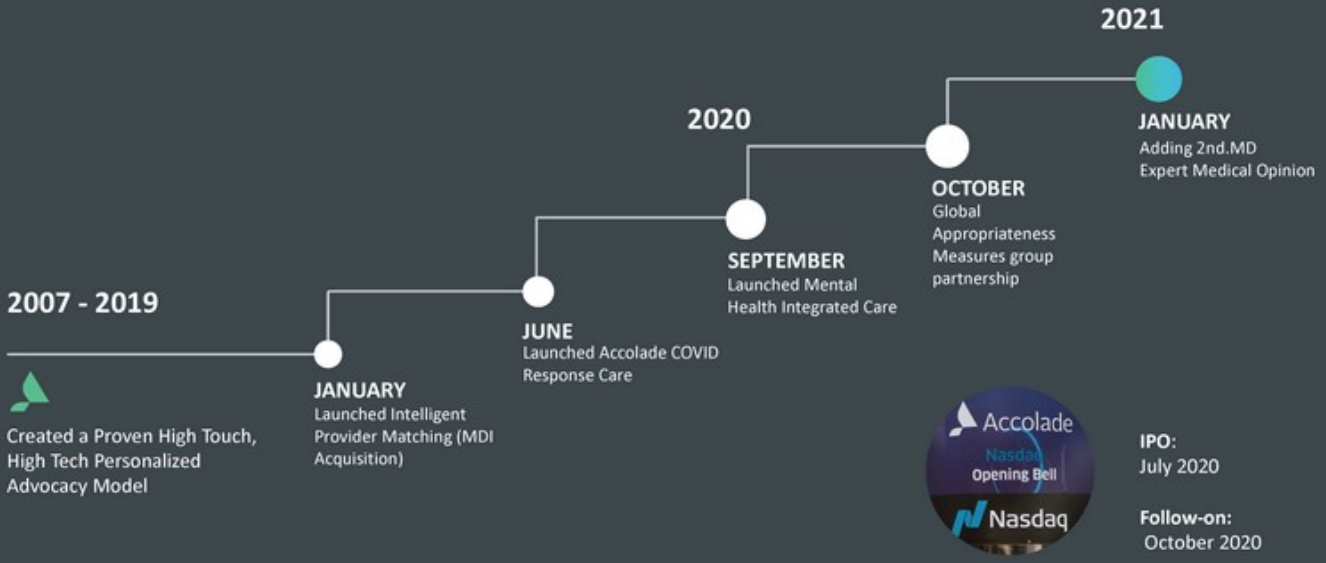 2021
JANUARY
Adding 2nd.MD
Expert Medical Opinion
2020
OCTOBER
Global
Appropriateness
Measures group
partnership
SEPTEMBER
Launched Mental
Health Integrated Care
2007 - 2019
JUNE
Launched Accolade COVID
Response Care
JANUARY
Launched Intelligent
Provider Matching (MDI
Acquisition)
Created a Proven High Touch,
High Tech Personalized
Advocacy Model
Accolade
Nasdaq
Opening Bell
Nasdaq
IPO:
July 2020
Follow-on:
October 2020